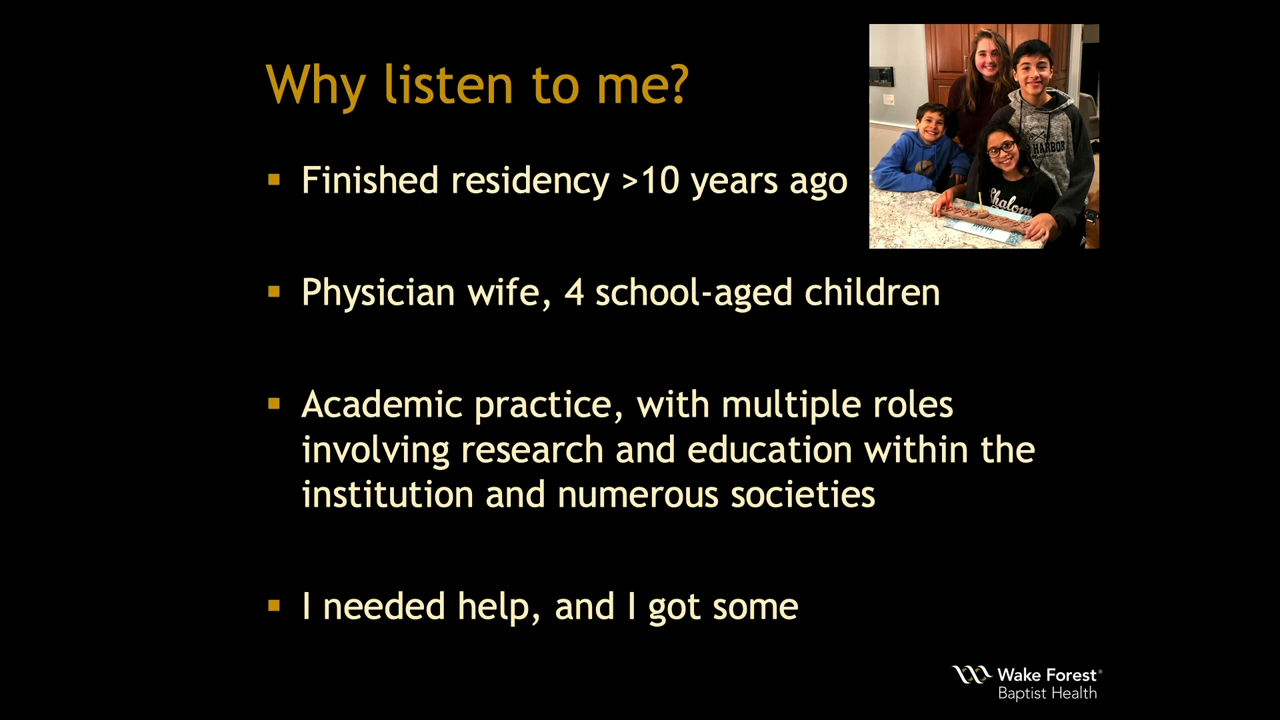 Why listen to me?
Finished residency >10 years ago
Physician wife, 4 school-aged children
Academic practice, with multiple roles
involving research and education within the
institution and numerous societies
I needed help, and I got some
HARBOR
Shalom
Wake Forest®
Baptist Health